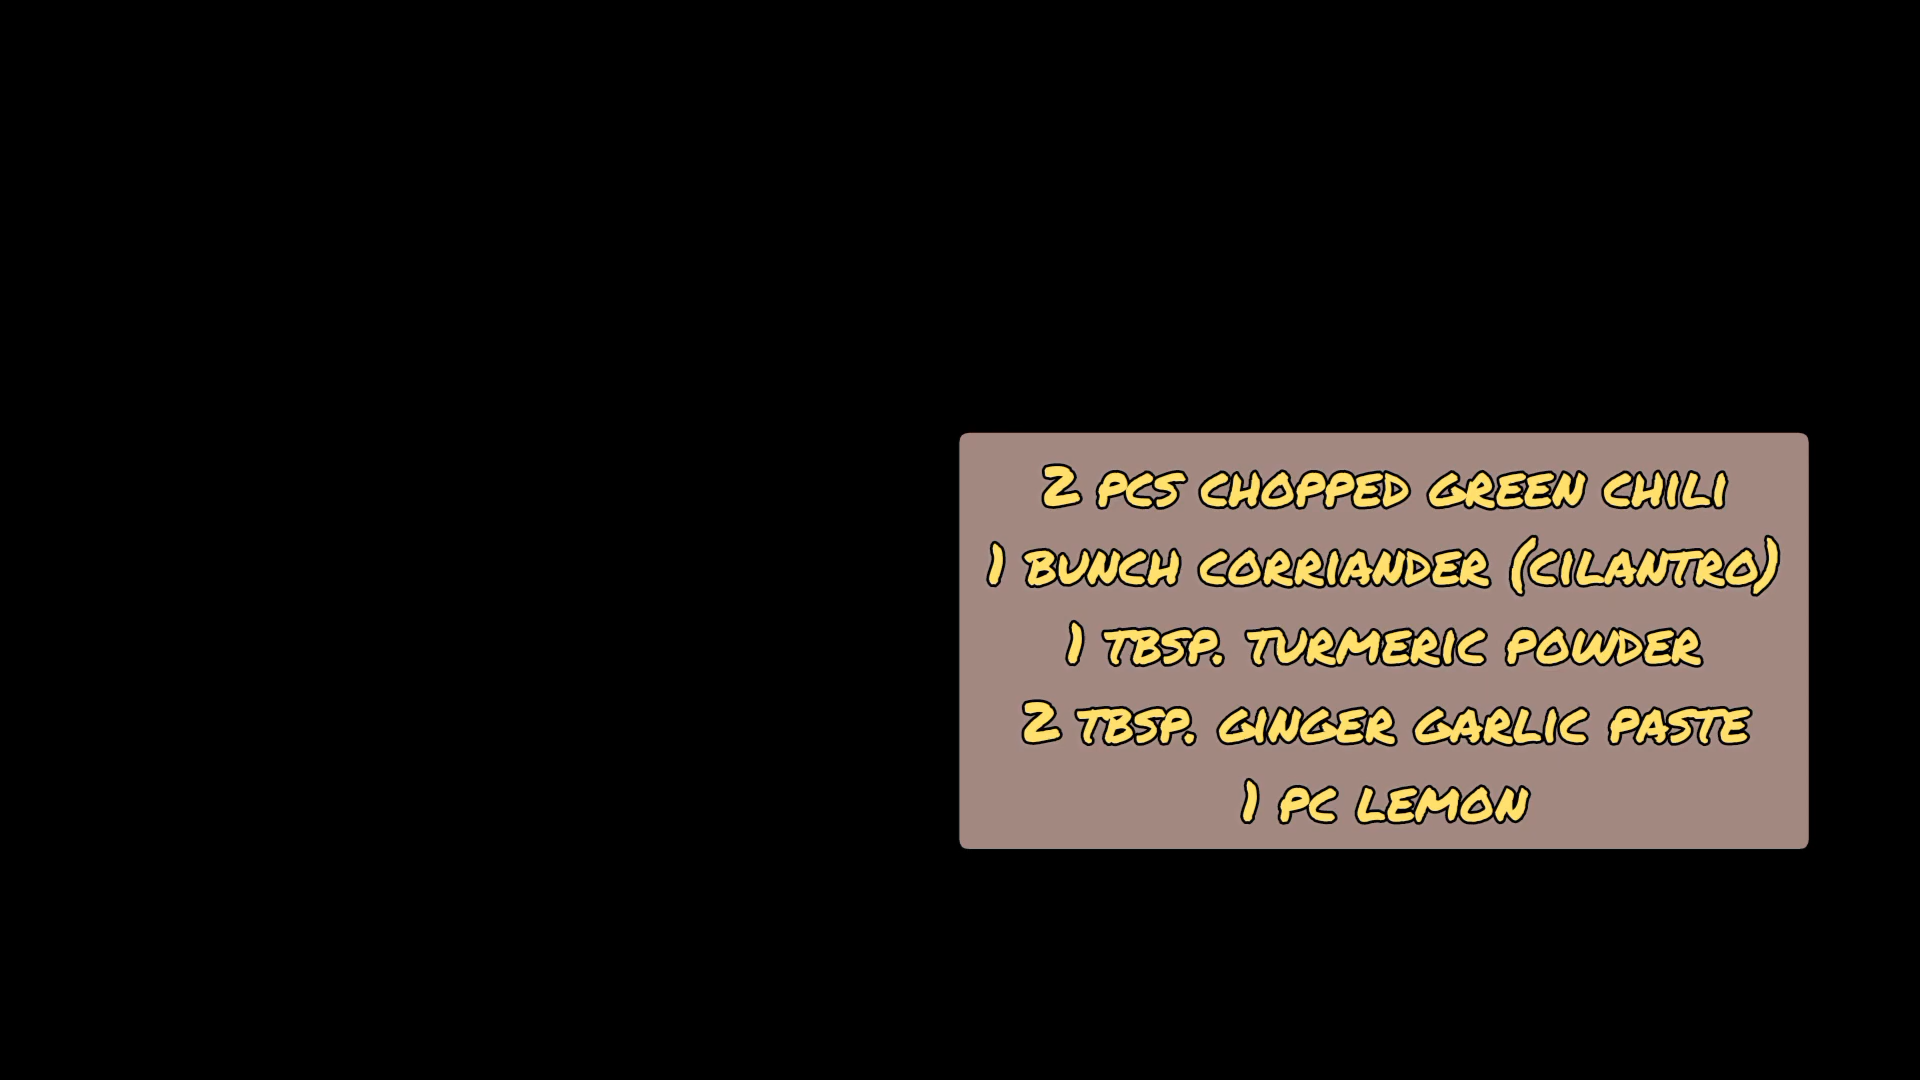 2 PCS CHOPPED GREEN CHILI
1 BUNCH CORRIANDER (CILANTRO)
1 TBSP. TURMERIC POWDER
2 TBSP. GINGER GARLIC PASTE
1 PC LEMON